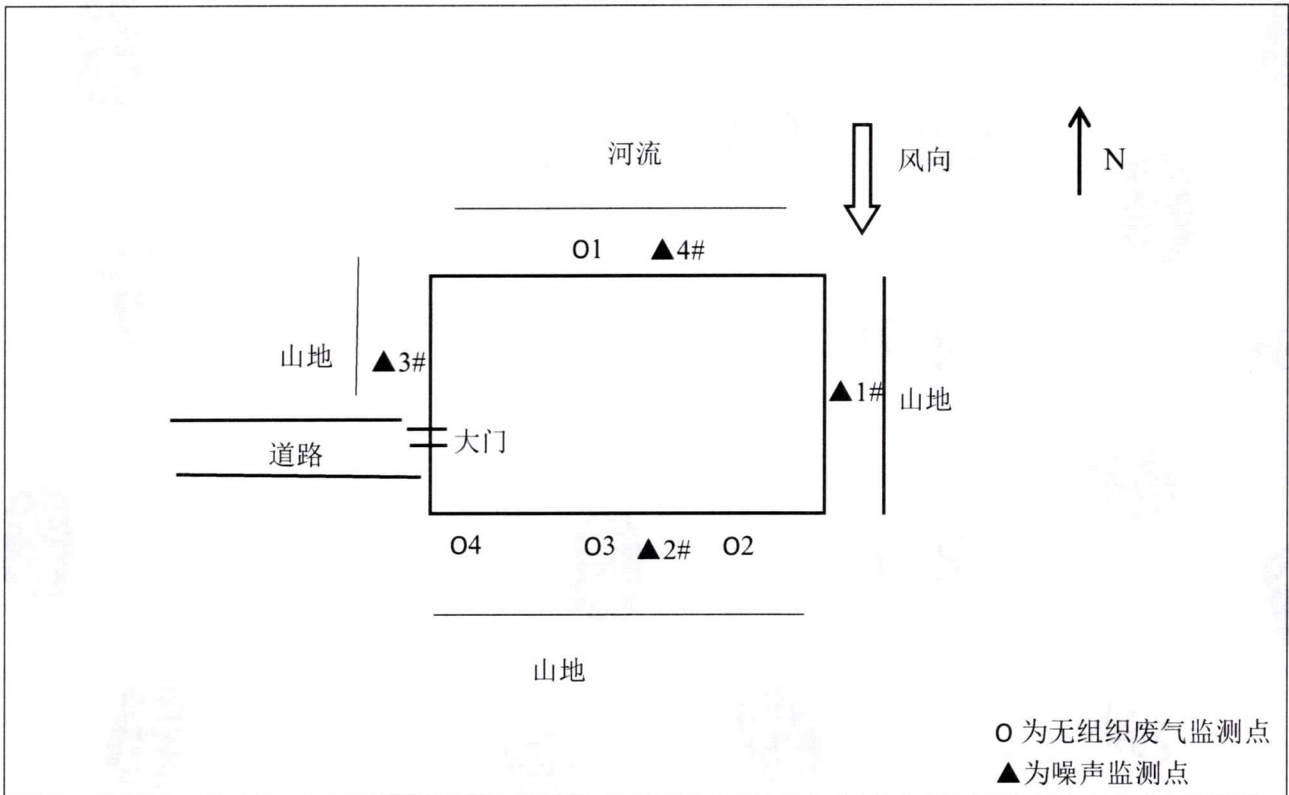 河流
风向
N
O1
▲4#
山地
▲3#
▲1#
山地
大门
道路
O4
O3
▲2#
O2
山地
O 为无组织废气监测点
▲为噪声监测点